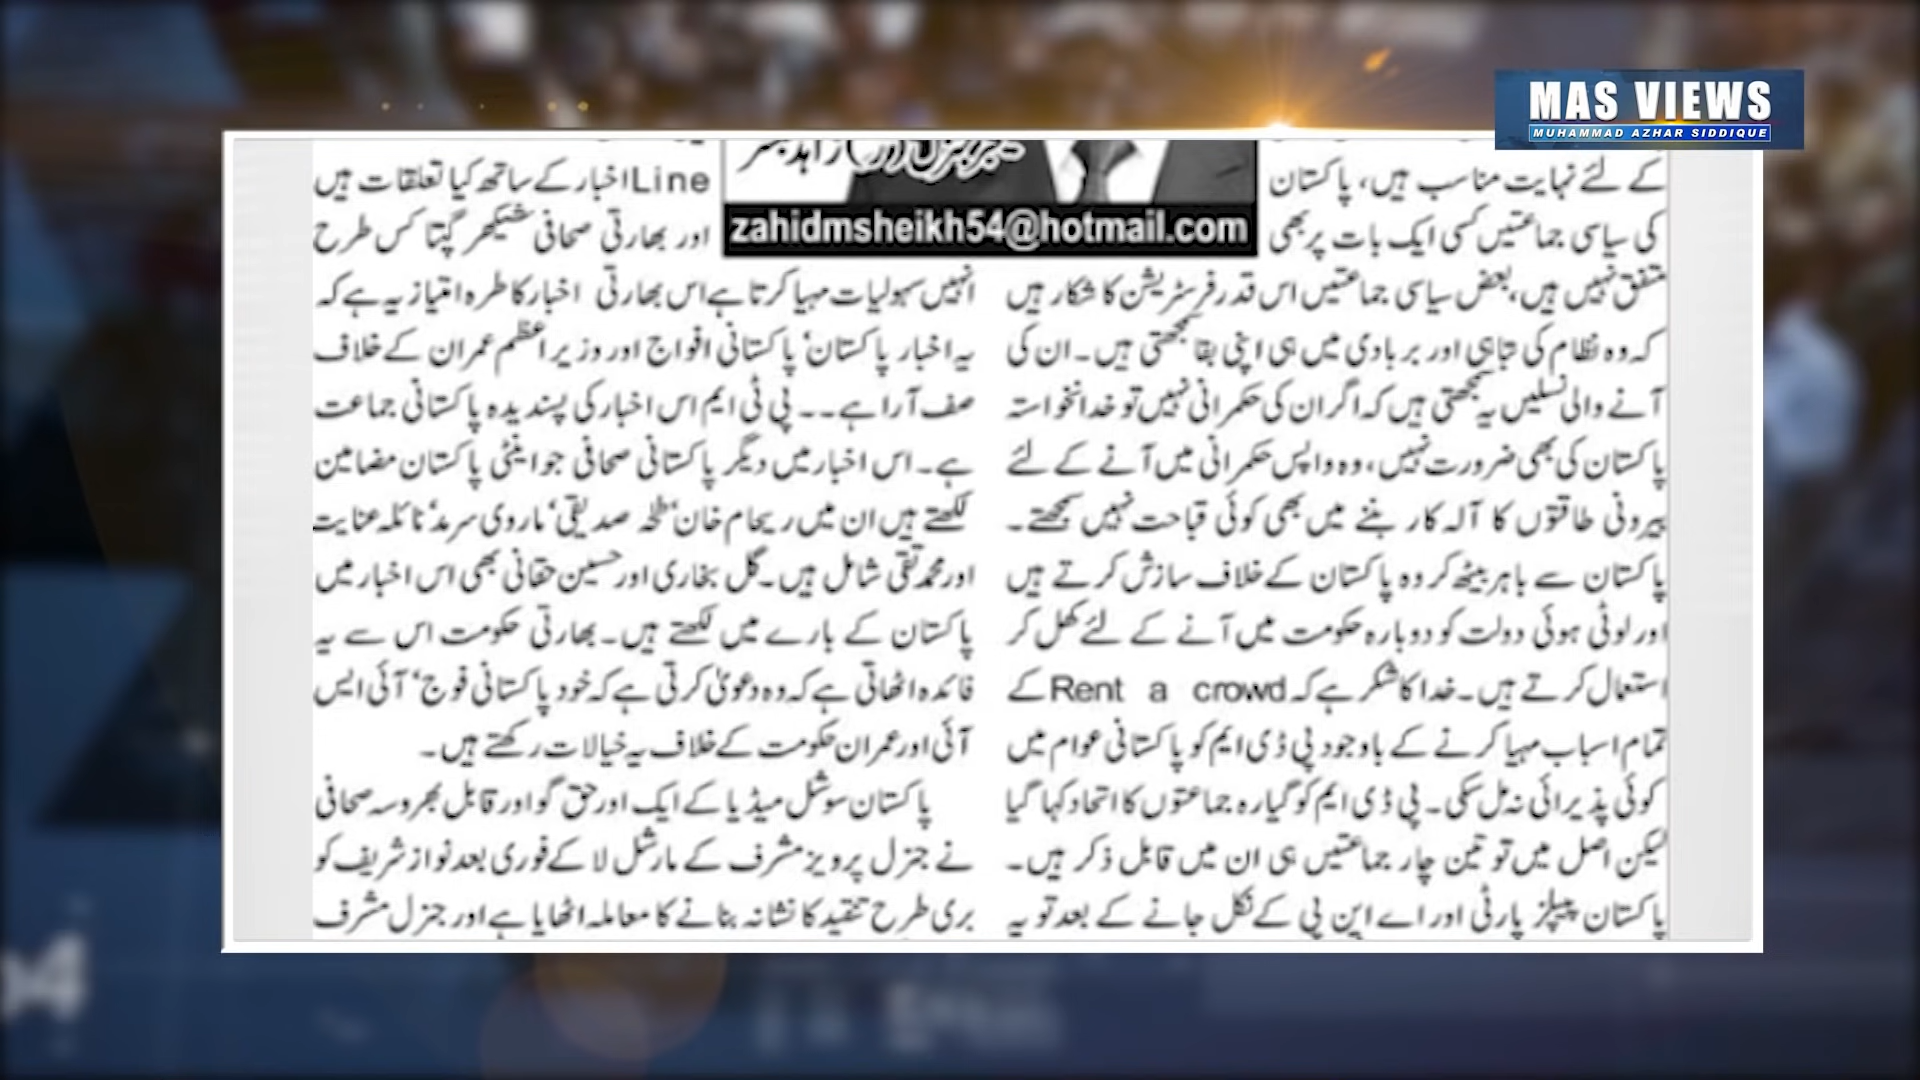 MAS VIEWS
MUHAMMAD AZHAR SIDDIQUE
زاہد مبشر
zahidmsheikh54@hotmail.com
کے لئے نہایت مناسب ہیں، پاکستان
کی سیاسی جماعتیں کسی ایک بات پر بھی
متفق نہیں ہیں، بعض سیاسی جماعتیں اس قدر فرسٹریشن کا شکار ہیں
کہ وہ نظام کی تباہی اور بربادی میں ہی اپنی بقا سمجھتی ہیں۔ ان کی
آنے والی نسلیں یہ سمجھتی ہیں کہ اگر ان کی حکمرانی نہیں تو خدانخواستہ
پاکستان کی بھی ضرورت نہیں، وہ واپس حکمرانی میں آنے کے لئے
بیرونی طاقتوں کا آلہ کار بننے میں بھی کوئی قباحت نہیں سمجھتے۔
پاکستان سے باہر بیٹھ کر وہ پاکستان کے خلاف سازش کرتے ہیں
اور لوٹی ہوئی دولت کو دوبارہ حکومت میں آنے کے لئے کھل کر
استعمال کرتے ہیں۔ خدا کا شکر ہے کہ Rent a crowd کے
تمام اسباب مہیا کرنے کے باوجود پی ڈی ایم کو پاکستانی عوام میں
کوئی پذیرائی نہ مل سکی۔ پی ڈی ایم کو گیارہ جماعتوں کا اتحاد کہا گیا
لیکن اصل میں تو تین چار جماعتیں ہی ان میں قابل ذکر ہیں۔
پاکستان پیپلز پارٹی اور اے این پی کے نکل جانے کے بعد تو یہ
Line اخبار کے ساتھ کیا تعلقات ہیں
اور بھارتی صحافی شیکھر گپتا کس طرح
انہیں سہولیات مہیا کرتا ہے اس بھارتی اخبار کا طرہ امتیاز یہ ہے کہ
یہ اخبار پاکستان‘ پاکستانی افواج اور وزیر اعظم عمران کے خلاف
صف آرا ہے۔۔ پی ٹی ایم اس اخبار کی پسندیدہ پاکستانی جماعت
ہے۔ اس اخبار میں دیگر پاکستانی صحافی جو اینٹی پاکستان مضامین
لکھتے ہیں ان میں ریحام خان‘ طٰہٰ صدیقی‘ ماروی سرمد‘ نائلہ عنایت
اور محمد تقی شامل ہیں۔ گل بخاری اور حسین حقانی بھی اس اخبار میں
پاکستان کے بارے میں لکھتے ہیں۔ بھارتی حکومت اس سے یہ
فائدہ اٹھاتی ہے کہ وہ دعویٰ کرتی ہے کہ خود پاکستانی فوج‘ آئی ایس
آئی اور عمران حکومت کے خلاف یہ خیالات رکھتے ہیں۔
پاکستان سوشل میڈیا کے ایک اور حق گو اور قابل بھروسہ صحافی
نے جنرل پرویز مشرف کے مارشل لا کے فوری بعد نواز شریف کو
بری طرح تنقید کا نشانہ بنانے کا معاملہ اٹھایا ہے اور جنرل مشرف